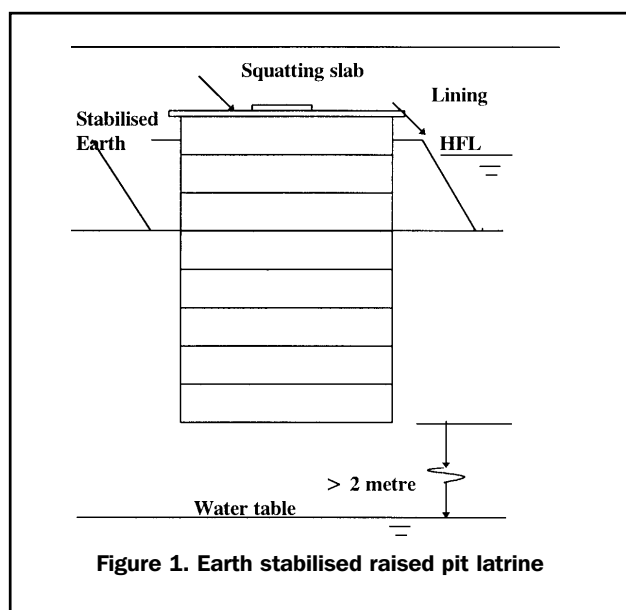 Squatting slab
Lining
Stabilised
Earth
HFL
> 2 metre
Water table
Figure 1. Earth stabilised raised pit latrine